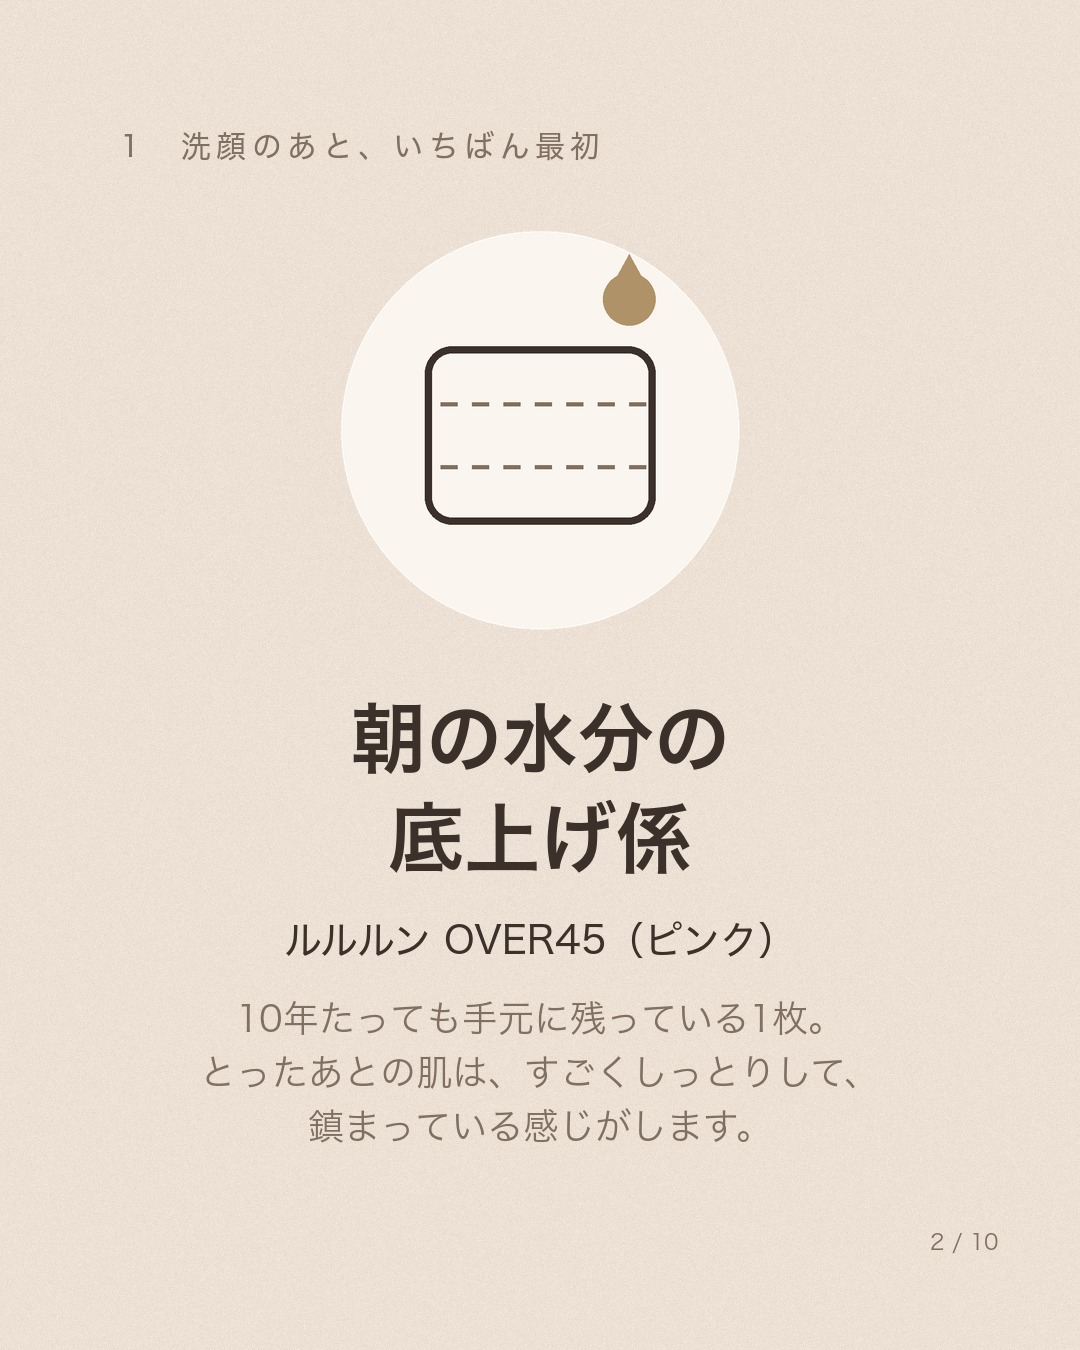 1 洗顔のあと、いちばん最初
朝の水分の
底上げ係
ルルルン OVER45（ピンク）
10年たっても手元に残っている1枚。
とったあとの肌は、すごくしっとりして、
鎮まっている感じがします。
2 / 10